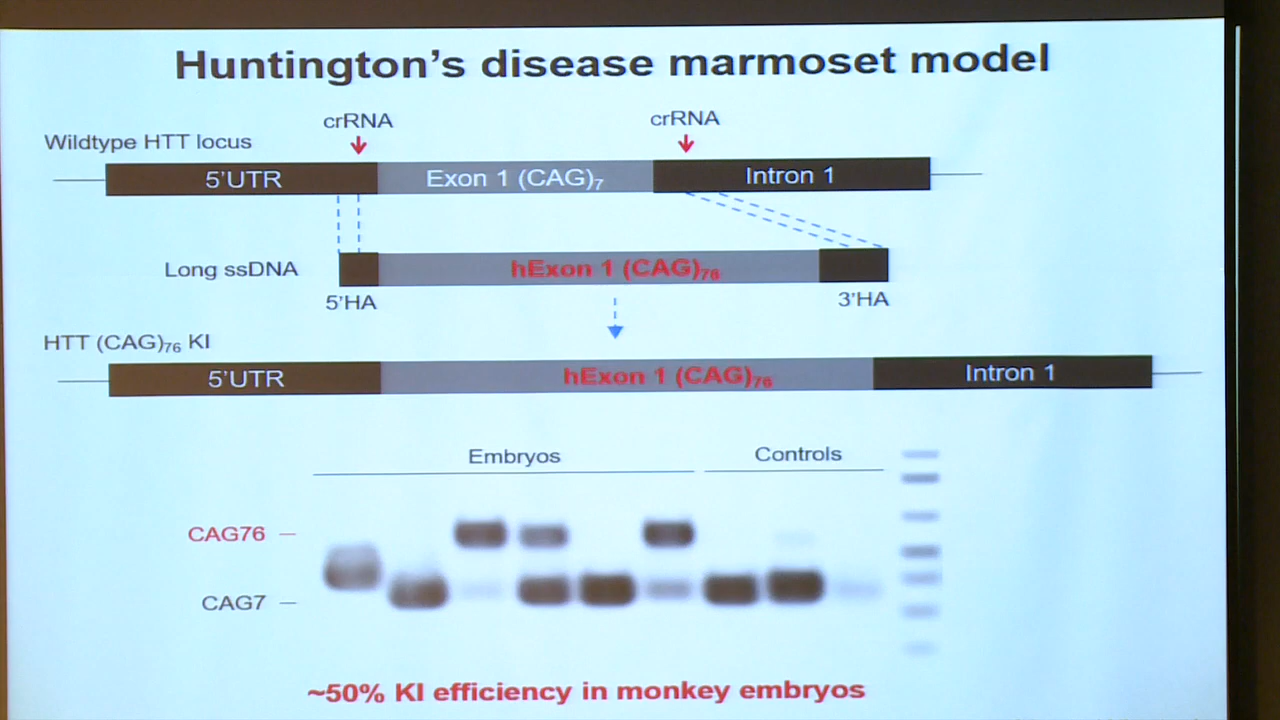 Huntington's disease marmoset model
crRNA
crRNA
Wildtype HTT locus
5'UTR
Exon 1 (CAG)7
Intron 1
Long ssDNA
hExon 1 (CAG)76
5'HA
3'HA
HTT (CAG)76 KI
5'UTR
hExon 1 (CAG)76
Intron 1
Embryos
Controls
CAG76
CAG7
~50% KI efficiency in monkey embryos